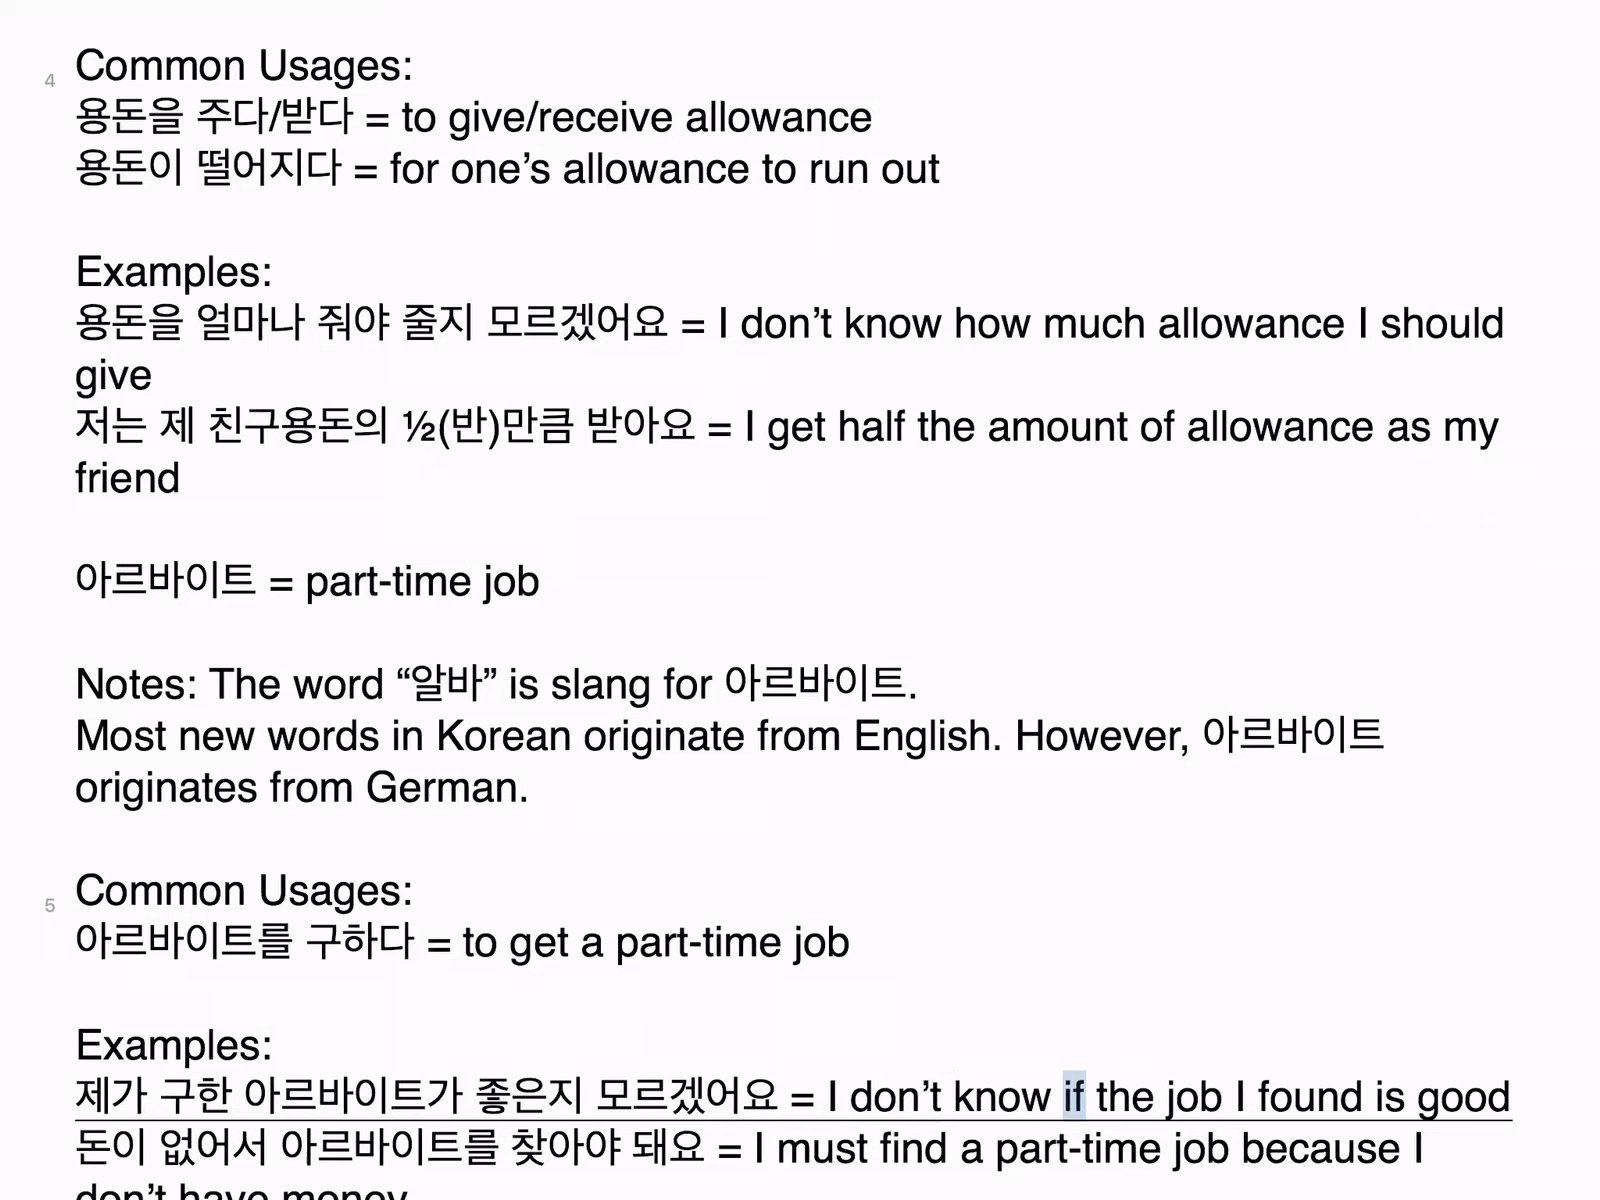 4 Common Usages:
용돈을 주다/받다 = to give/receive allowance
용돈이 떨어지다 = for one’s allowance to run out
Examples:
용돈을 얼마나 줘야 줄지 모르겠어요 = I don’t know how much allowance I should
give
저는 제 친구용돈의 ½(반)만큼 받아요 = I get half the amount of allowance as my
friend
아르바이트 = part-time job
Notes: The word “알바” is slang for 아르바이트.
Most new words in Korean originate from English. However, 아르바이트
originates from German.
5 Common Usages:
아르바이트를 구하다 = to get a part-time job
Examples:
제가 구한 아르바이트가 좋은지 모르겠어요 = I don’t know if the job I found is good
돈이 없어서 아르바이트를 찾아야 돼요 = I must find a part-time job because I
don’t have money